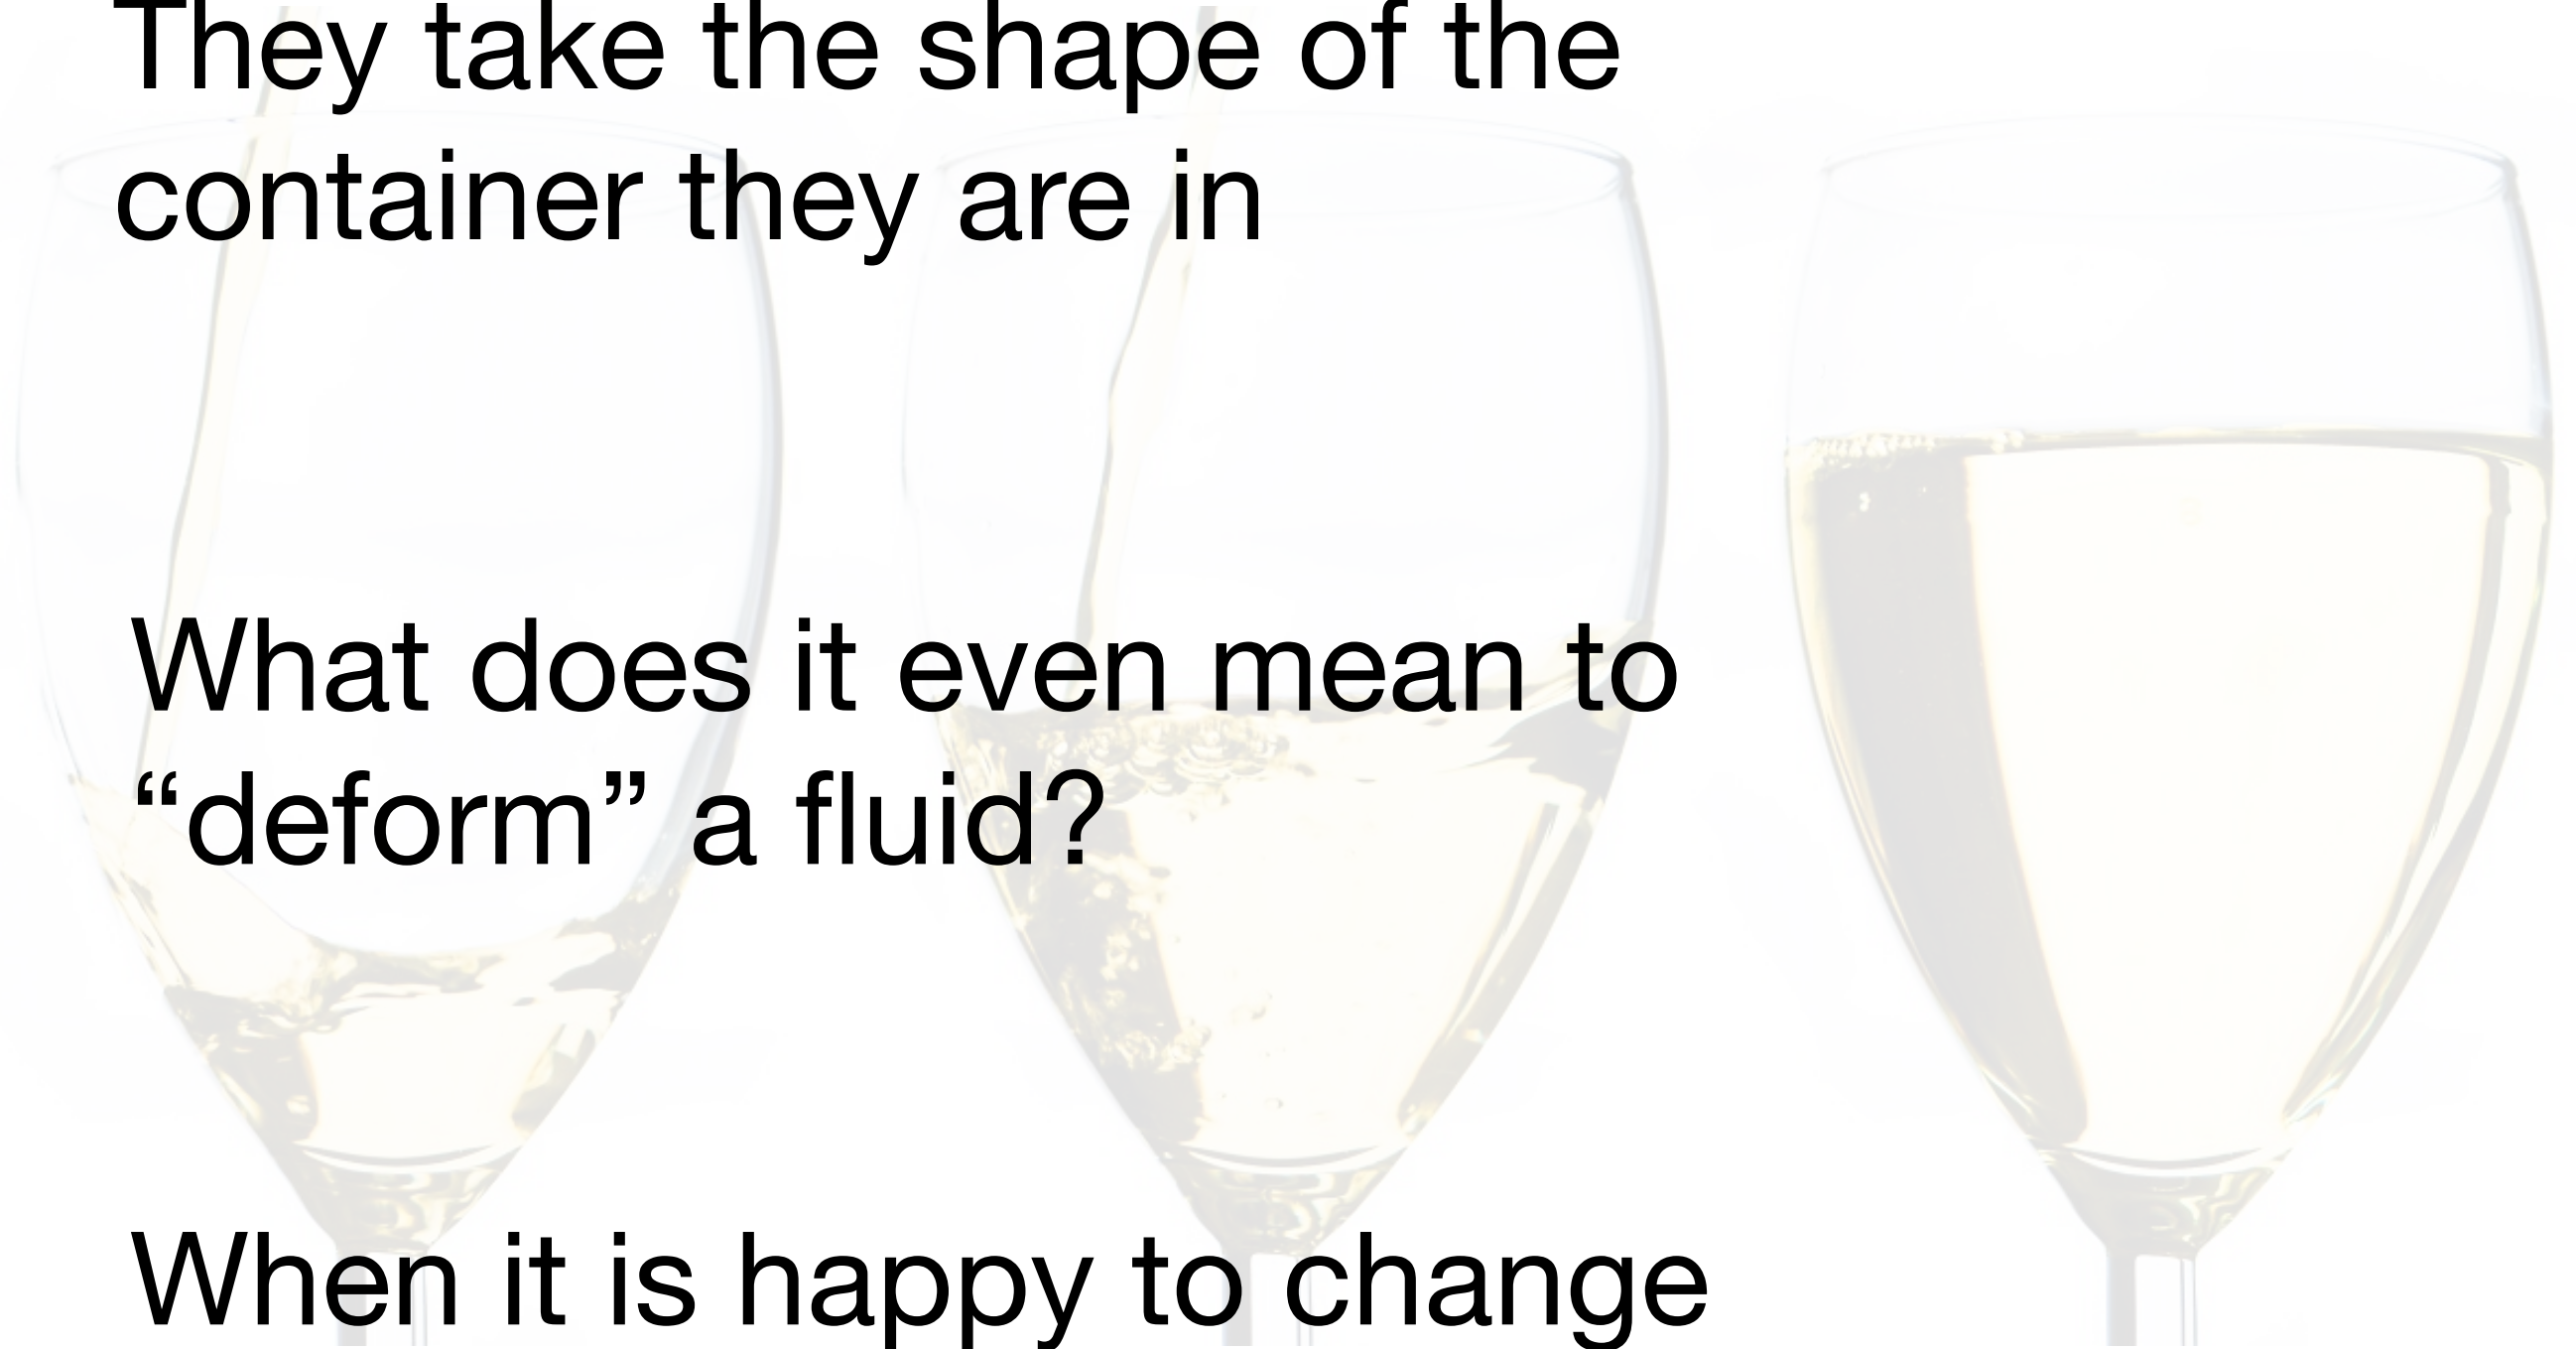 They take the shape of the
container they are in
What does it even mean to
“deform” a fluid?
When it is happy to change